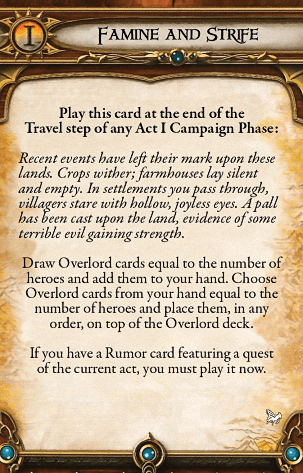 I
FAMINE AND STRIFE
Play this card at the end of the
Travel step of any Act I Campaign Phase:
Recent events have left their mark upon these
lands. Crops wither; farmhouses lay silent
and empty. In settlements you pass through,
villagers stare with hollow, joyless eyes. A pall
has been cast upon the land, evidence of some
terrible evil gaining strength.
Draw Overlord cards equal to the number of
heroes and add them to your hand. Choose
Overlord cards from your hand equal to the
number of heroes and place them, in any
order, on top of the Overlord deck.
If you have a Rumor card featuring a quest
of the current act, you must play it now.